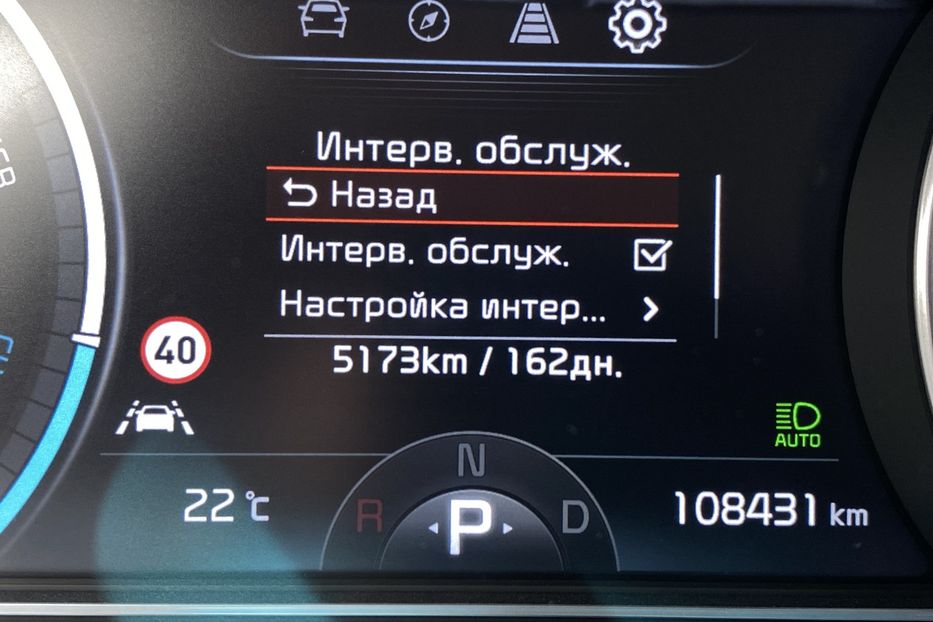 Интерв. обслуж.
Назад
Интерв. обслуж.
Настройка интер...
40
5173km / 162дн.
AUTO
N
22 °C
R
P
D
108431 km